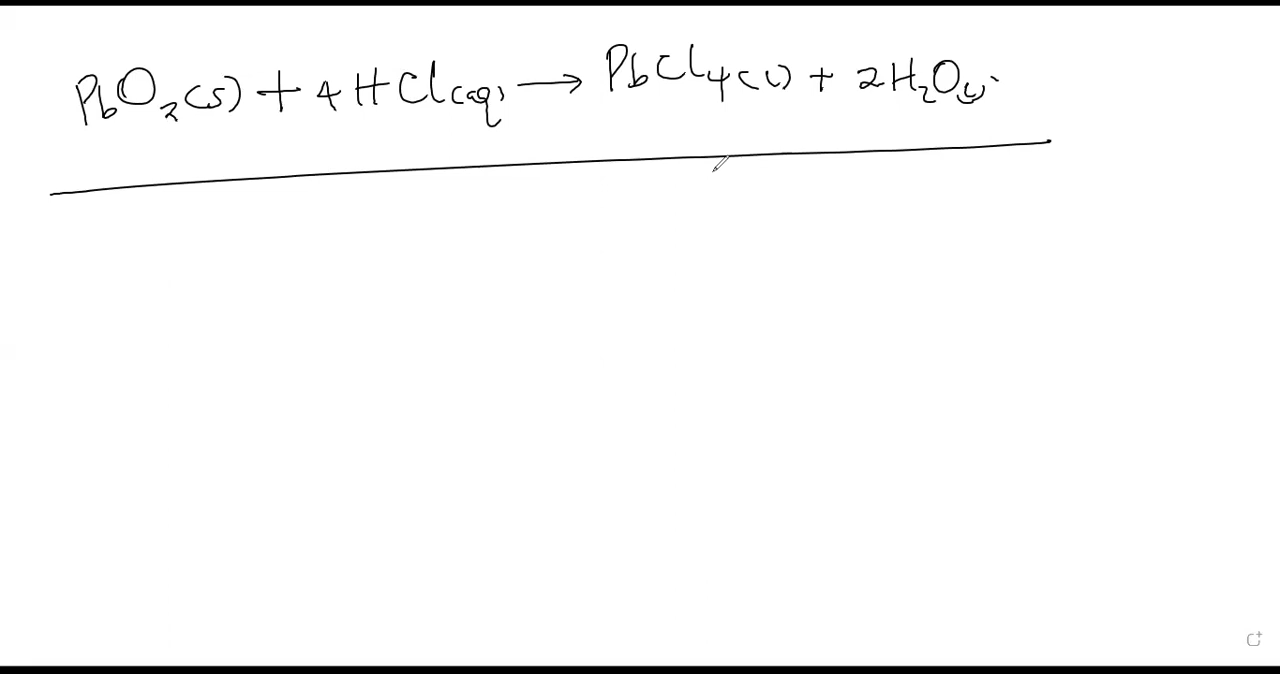 PbO₂(s) + 4HCl(aq) → PbCl₄(l) + 2H₂O(l)